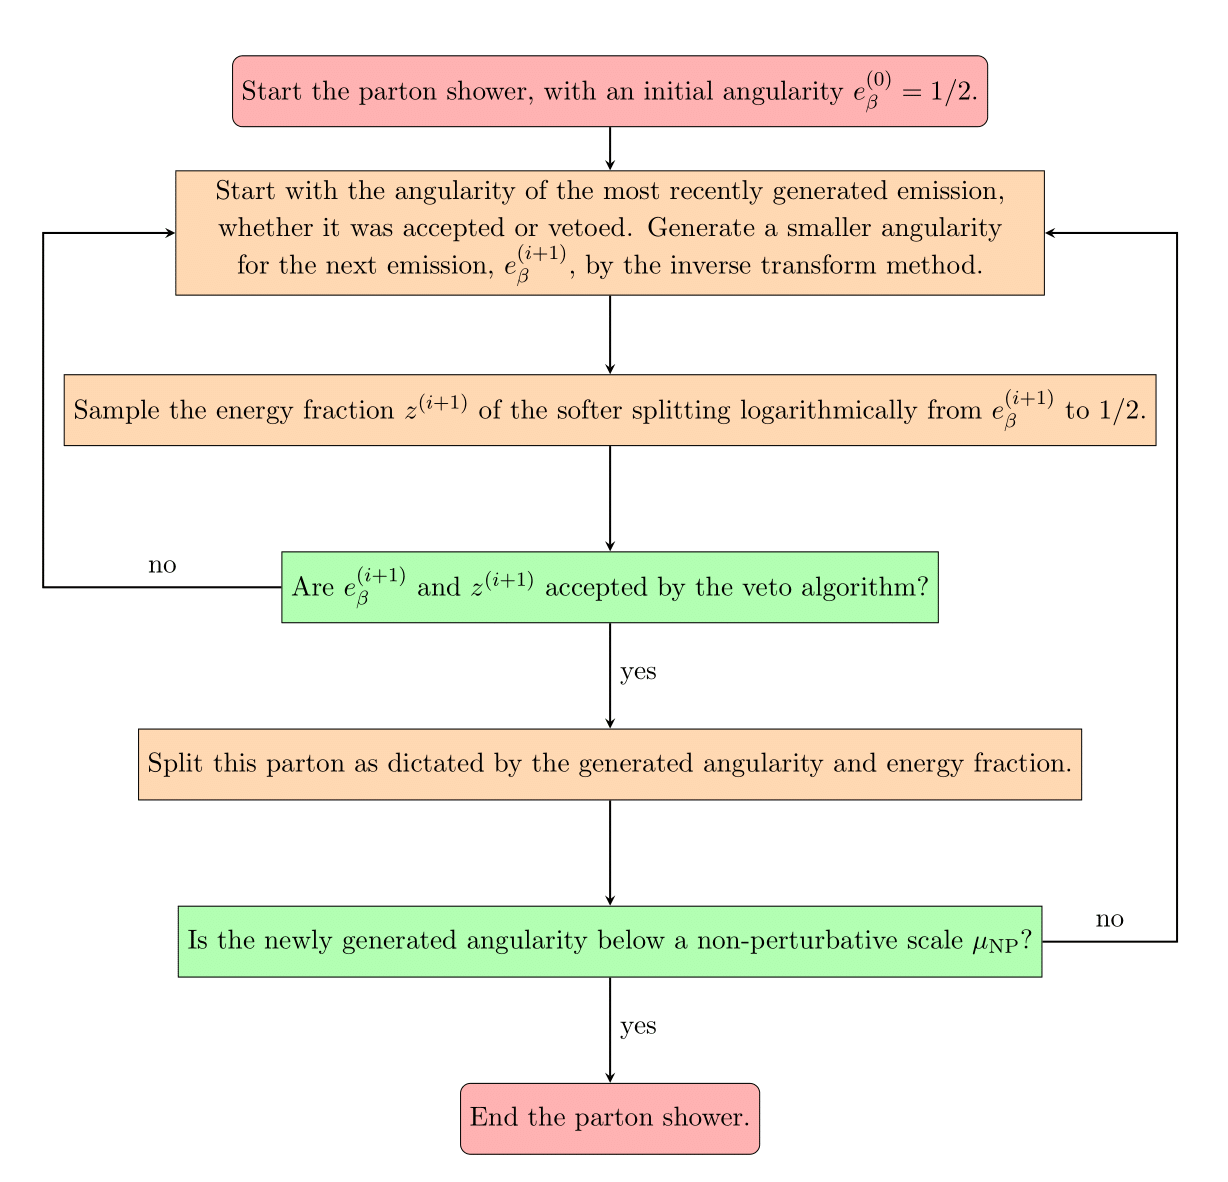 Start the parton shower, with an initial angularity $e_\beta^{(0)} = 1/2$.
Start with the angularity of the most recently generated emission,
whether it was accepted or vetoed. Generate a smaller angularity
for the next emission, $e_\beta^{(i+1)}$, by the inverse transform method.
Sample the energy fraction $z^{(i+1)}$ of the softer splitting logarithmically from $e_\beta^{(i+1)}$ to 1/2.
no
Are $e_\beta^{(i+1)}$ and $z^{(i+1)}$ accepted by the veto algorithm?
yes
Split this parton as dictated by the generated angularity and energy fraction.
Is the newly generated angularity below a non-perturbative scale $\mu_{\mathrm{NP}}$?
no
yes
End the parton shower.